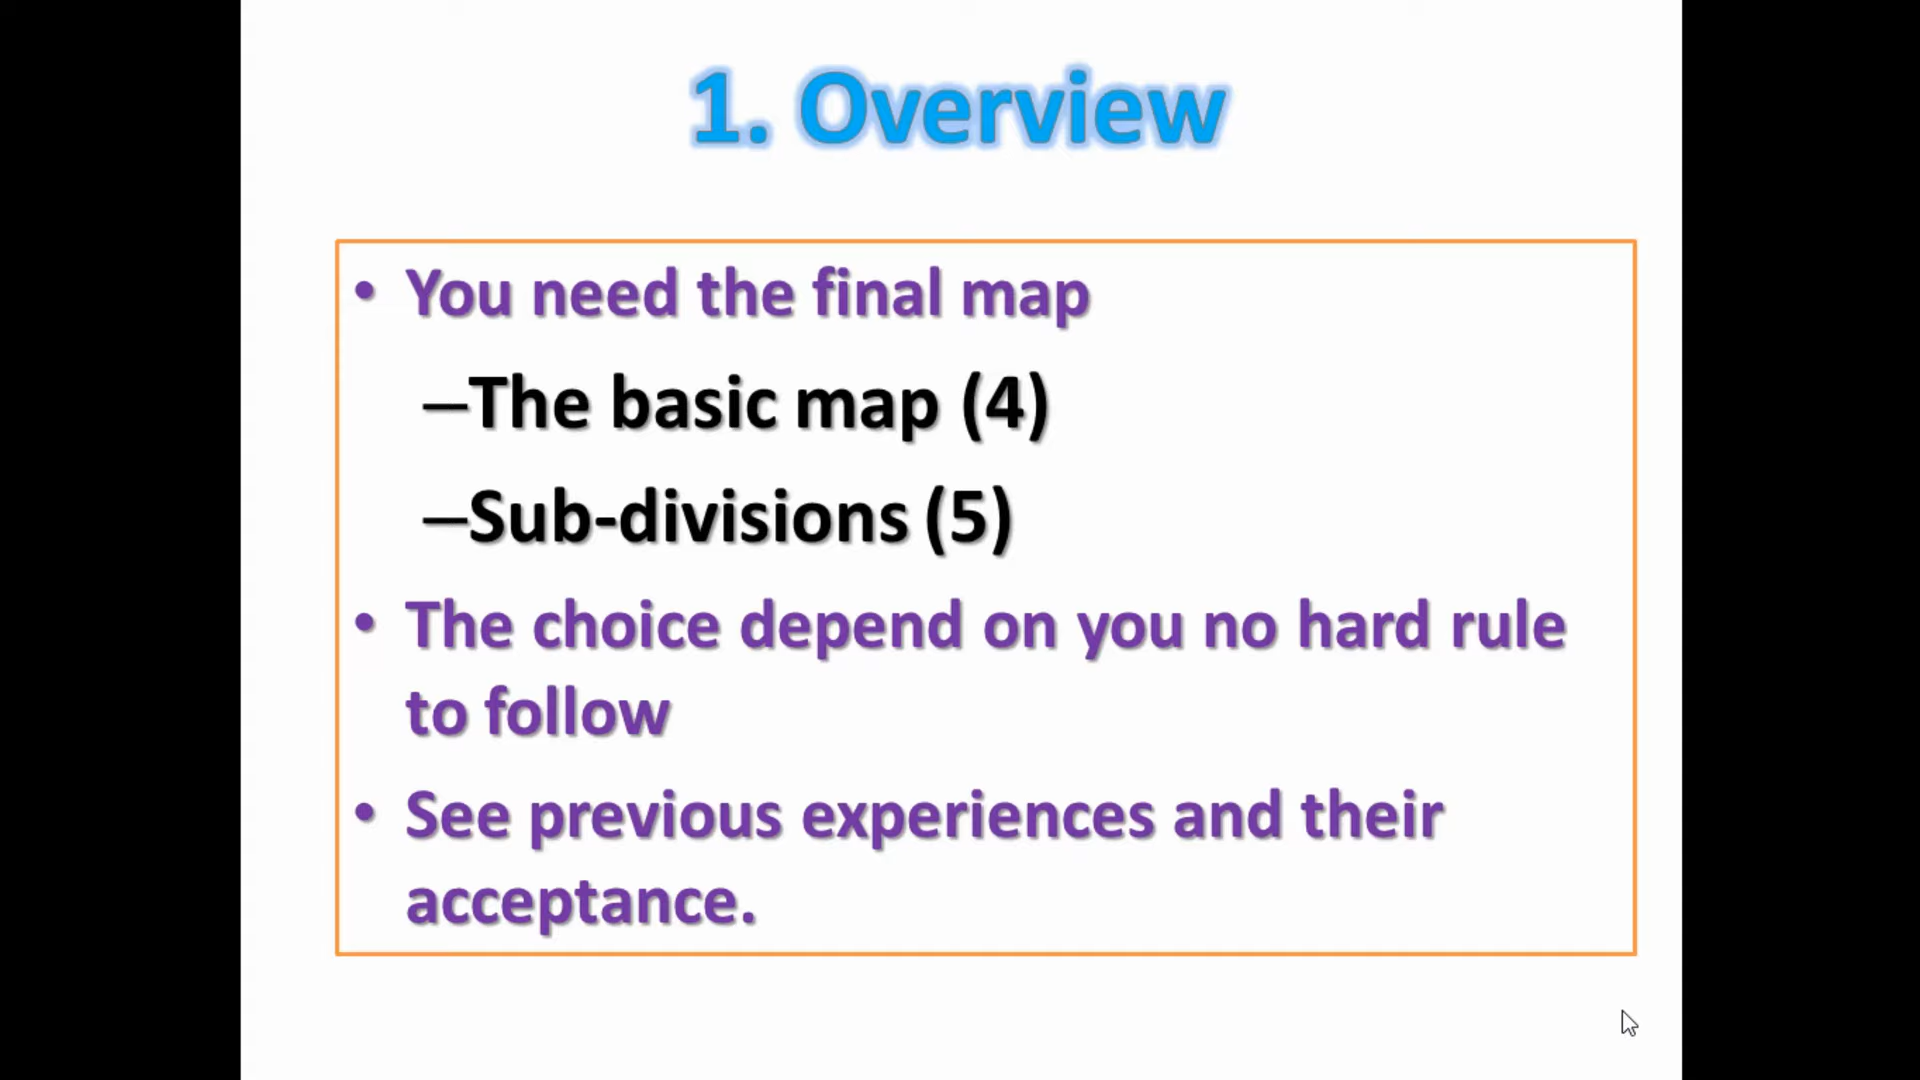 1. Overview
• You need the final map
–The basic map (4)
–Sub-divisions (5)
• The choice depend on you no hard rule
to follow
• See previous experiences and their
acceptance.